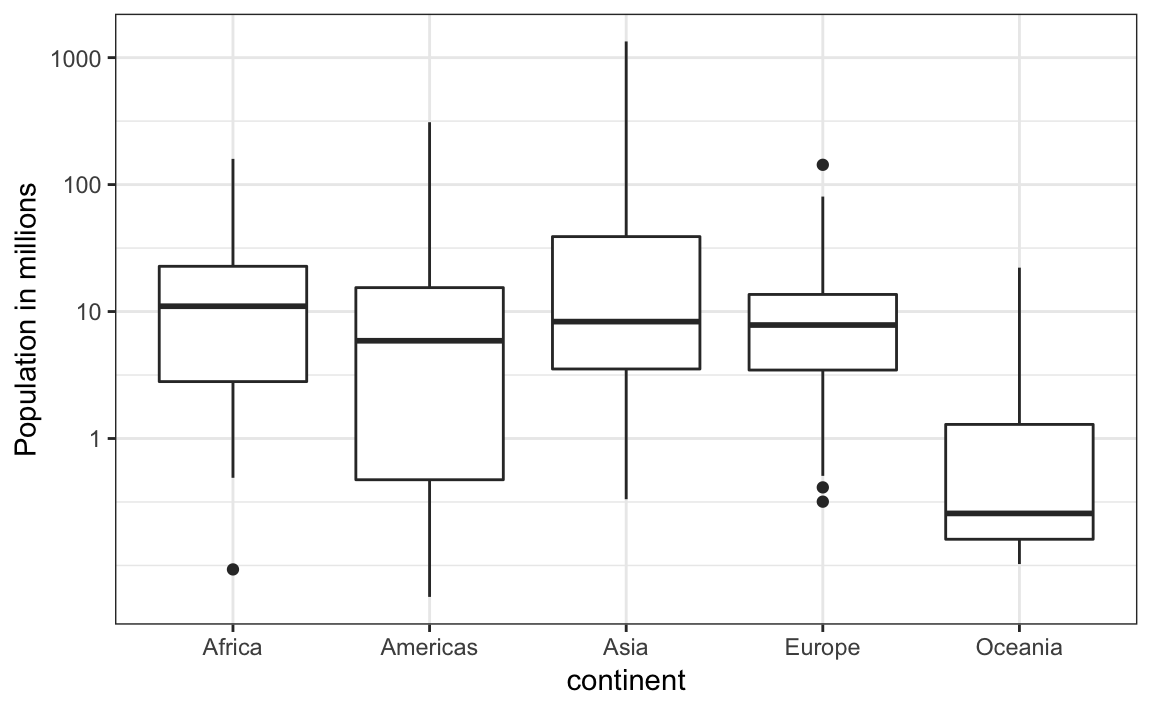 Population in millions
1000
100
10
1
Africa Americas Asia Europe Oceania
continent